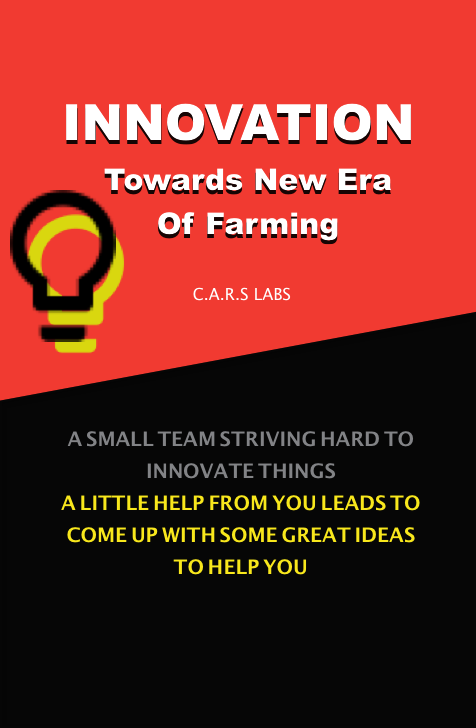 INNOVATION
Towards New Era
Of Farming
C.A.R.S LABS
A SMALL TEAM STRIVING HARD TO
INNOVATE THINGS
A LITTLE HELP FROM YOU LEADS TO
COME UP WITH SOME GREAT IDEAS
TO HELP YOU